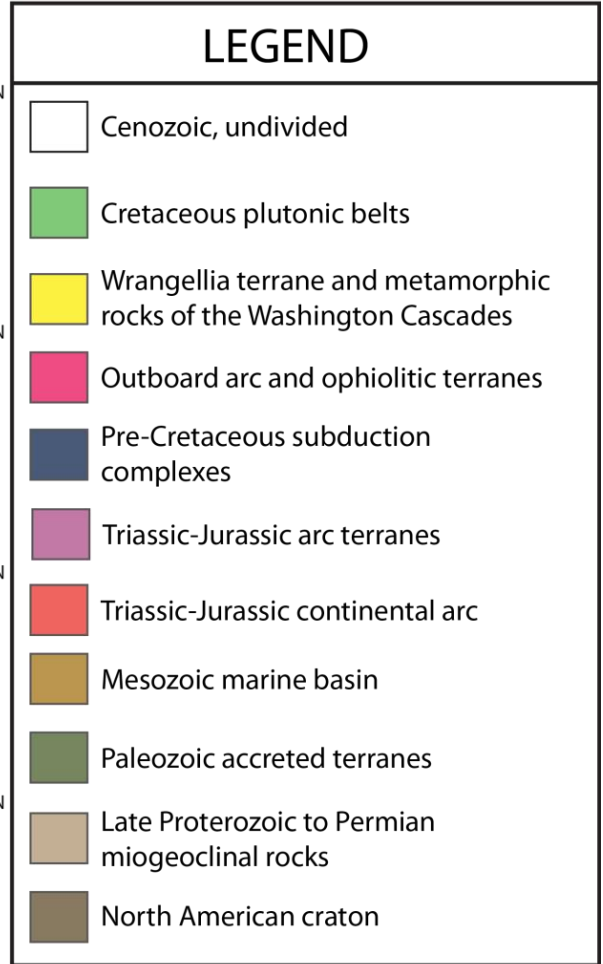 LEGEND
N
Cenozoic, undivided
Cretaceous plutonic belts
Wrangellia terrane and metamorphic
rocks of the Washington Cascades
N
Outboard arc and ophiolitic terranes
Pre-Cretaceous subduction
complexes
Triassic-Jurassic arc terranes
N
Triassic-Jurassic continental arc
Mesozoic marine basin
Paleozoic accreted terranes
N
Late Proterozoic to Permian
miogeoclinal rocks
North American craton